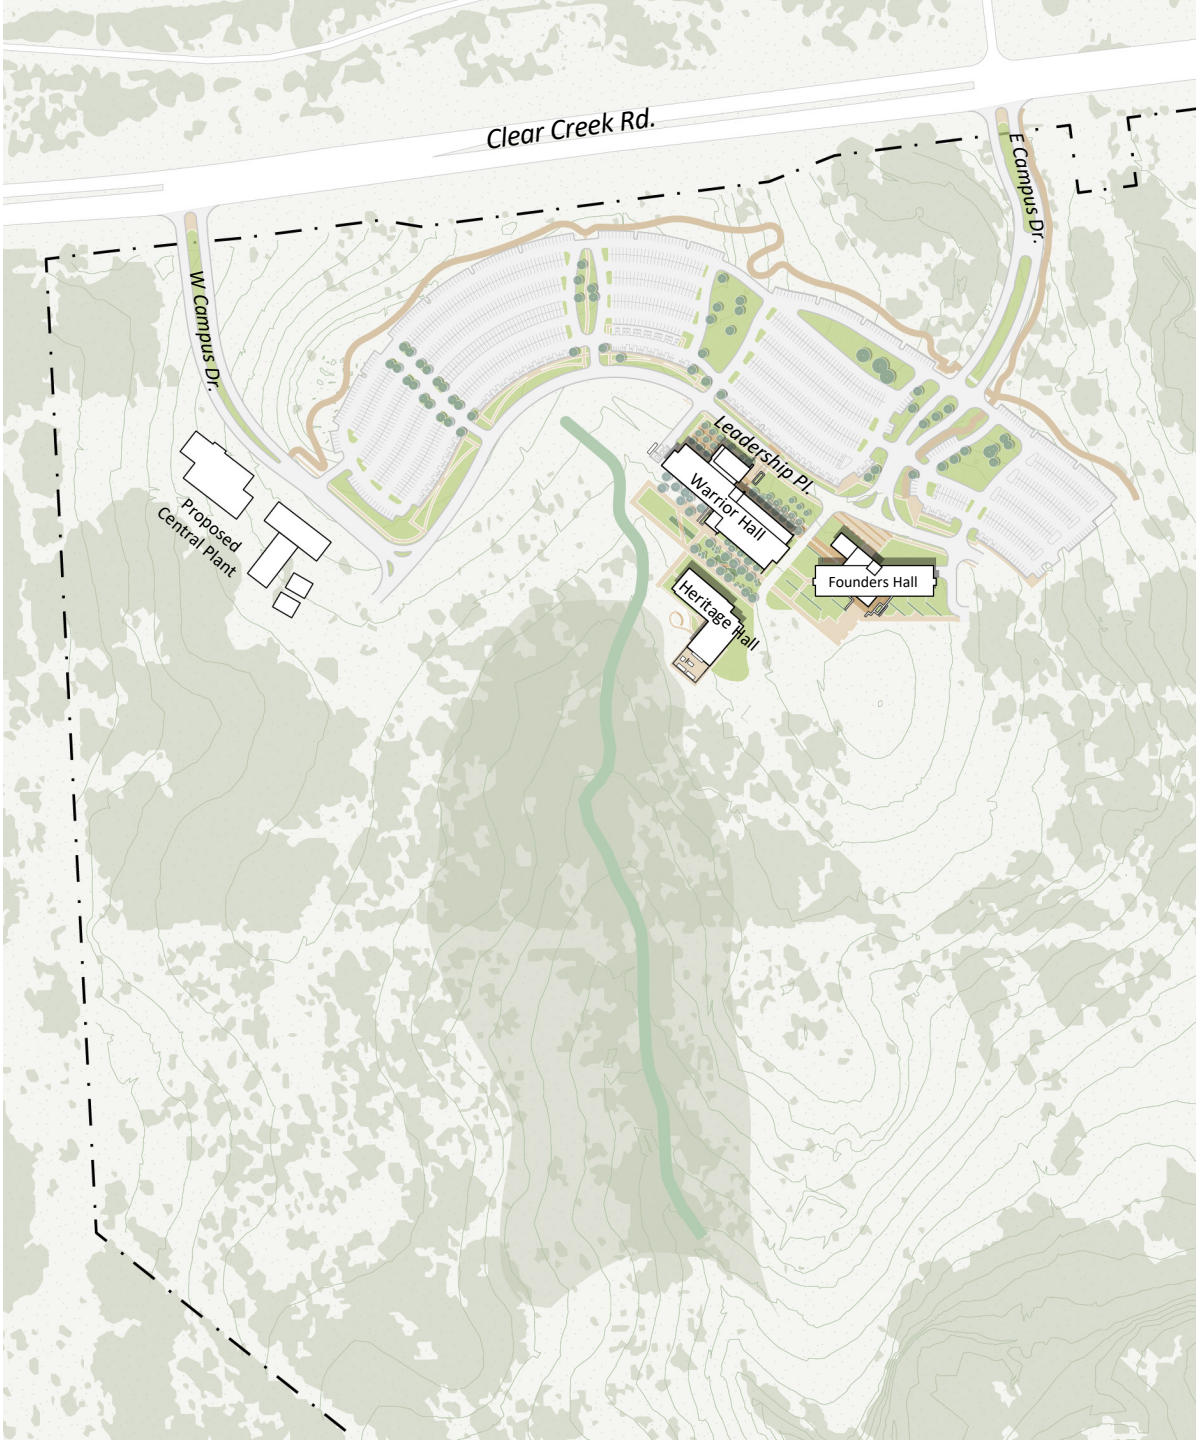 Clear Creek Rd.
E Campus Dr.
W Campus Dr.
Leadership Pl.
Warrior Hall
Proposed
Central Plant
Founders Hall
Heritage Hall